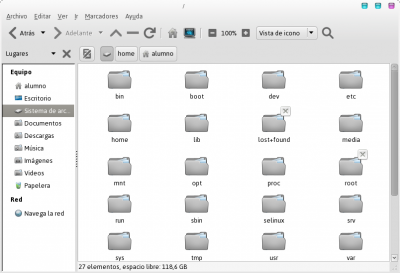 /
Archivo Editar Ver Ir Marcadores Ayuda
Atrás Adelante 100% Vista de icono
Lugares home alumno
Equipo
alumno
Escritorio
Sistema de arc...
Documentos
Descargas
Música
Imágenes
Videos
Papelera
Red
Navega la red
bin boot dev etc
home lib lost+found media
mnt opt proc root
run sbin selinux srv
sys tmp usr var
27 elementos, espacio libre: 118,6 GB